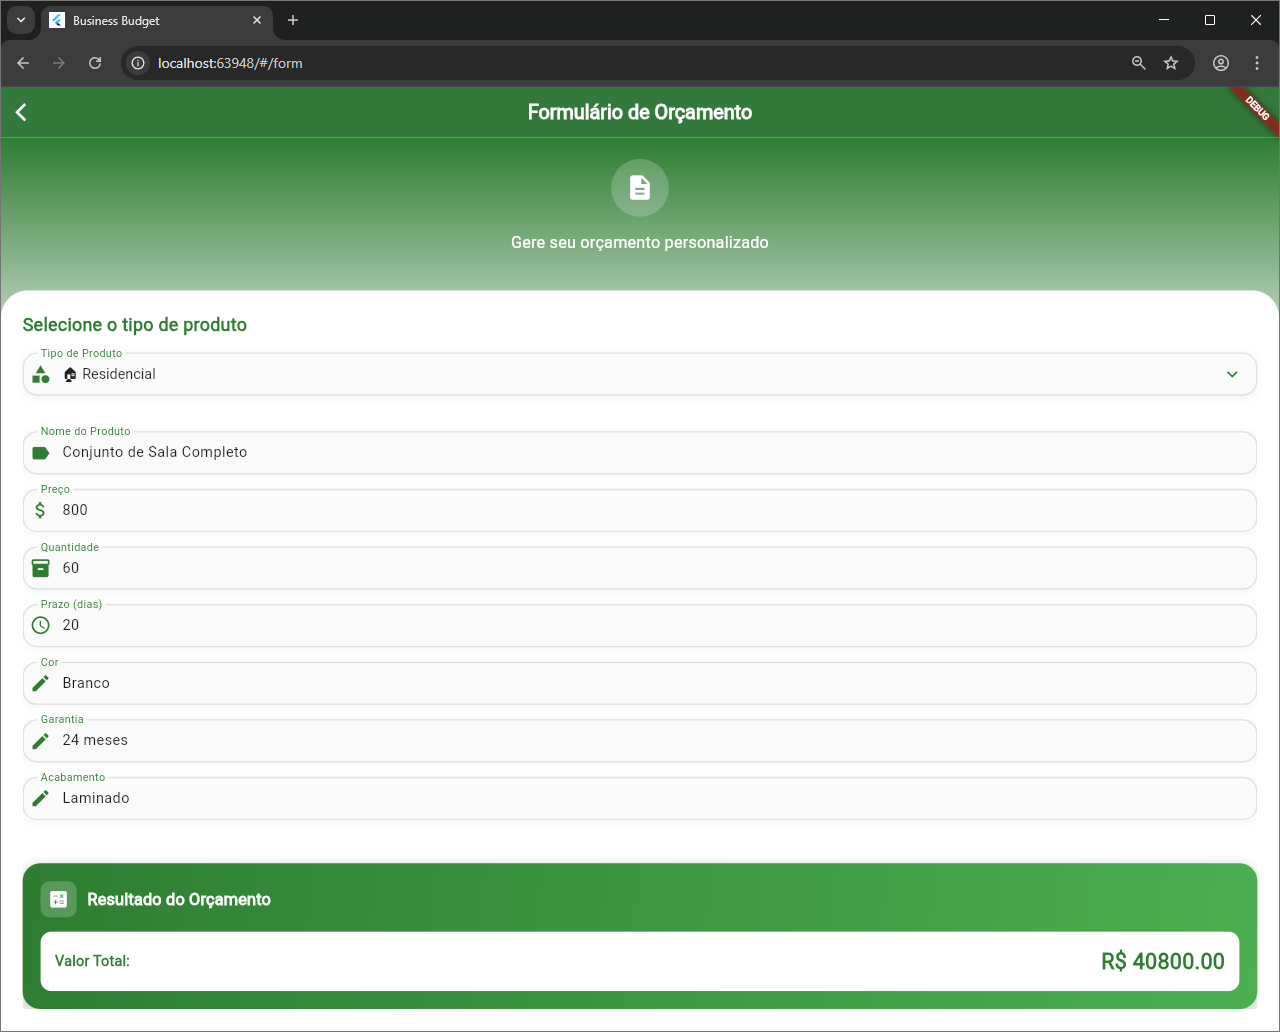 Business Budget
localhost:63948/#/form
Formulário de Orçamento
DEBUG
Gere seu orçamento personalizado
Selecione o tipo de produto
Tipo de Produto
🏠 Residencial
Nome do Produto
Conjunto de Sala Completo
Preço
800
Quantidade
60
Prazo (dias)
20
Cor
Branco
Garantia
24 meses
Acabamento
Laminado
Resultado do Orçamento
Valor Total: R$ 40800.00